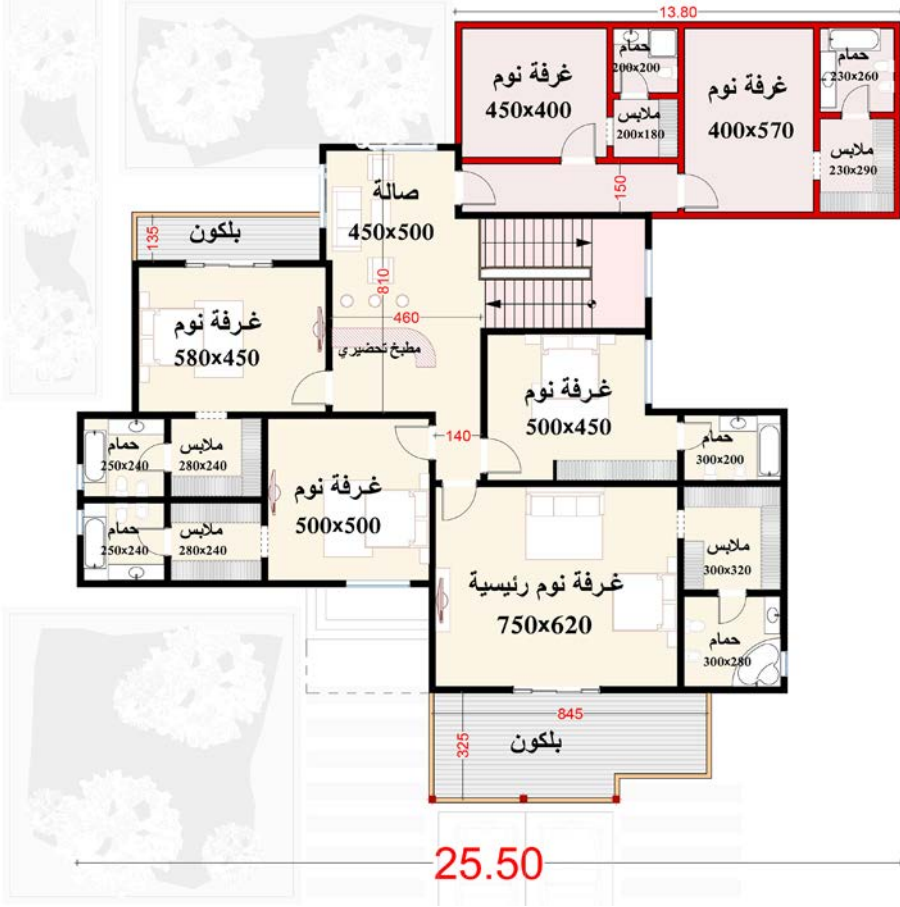 13.80
حمام
200x200
غرفة نوم
450x400
ملابس
200x180
غرفة نوم
400x570
حمام
230x260
ملابس
230x290
150
صالة
450x500
810
460
مطبخ تحضيري
بلكون
135
غرفة نوم
580x450
غرفة نوم
500x450
140
حمام
300x200
حمام
250x240
ملابس
280x240
غرفة نوم
500x500
حمام
250x240
ملابس
280x240
غرفة نوم رئيسية
750x620
ملابس
300x320
حمام
300x280
845
325
بلكون
25.50